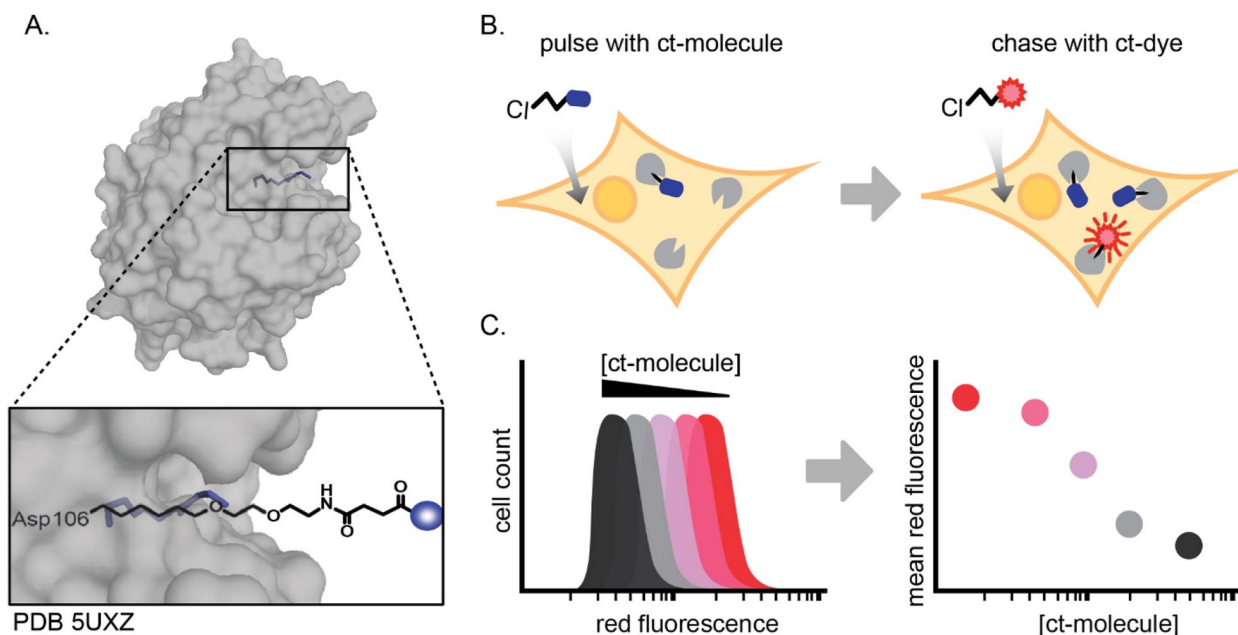 A.
Asp106
O
O
N
H
O
O
PDB 5UXZ
B.
pulse with ct-molecule
chase with ct-dye
Cl
Cl
C.
[ct-molecule]
cell count
red fluorescence
mean red fluorescence
[ct-molecule]